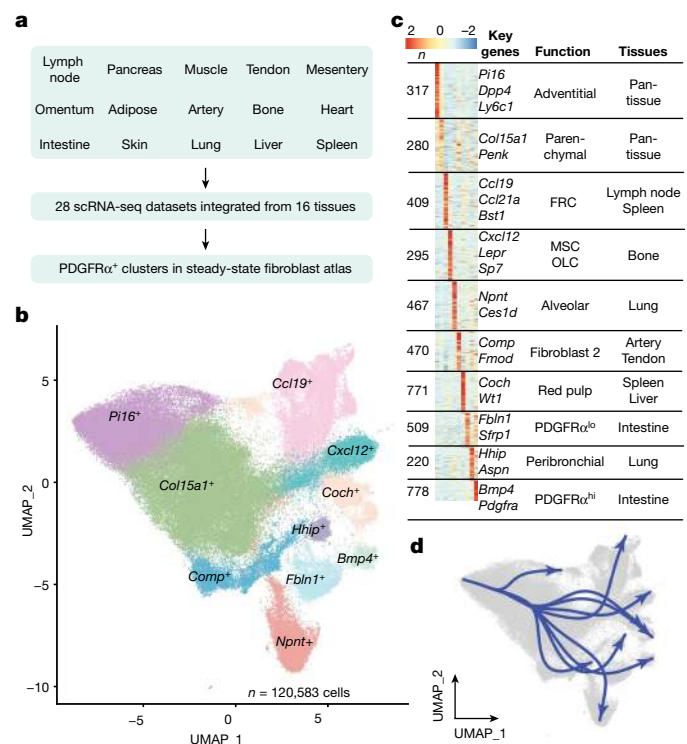 a
Lymph node Pancreas Muscle Tendon Mesentery
Omentum Adipose Artery Bone Heart
Intestine Skin Lung Liver Spleen
28 scRNA-seq datasets integrated from 16 tissues
PDGFRα⁺ clusters in steady-state fibroblast atlas
b
5
0
−5
−10
UMAP_2
−5 0 5
UMAP_1
Pi16⁺
Ccl19⁺
Col15a1⁺
Cxcl12⁺
Coch⁺
Hhip⁺
Bmp4⁺
Comp⁺
Fbln1⁺
Npnt+
n = 120,583 cells
c
2 0 −2
n Key genes Function Tissues
317 Pi16 Dpp4 Ly6c1 Adventitial Pan-tissue
280 Col15a1 Penk Paren-chymal Pan-tissue
409 Ccl19 Ccl21a Bst1 FRC Lymph node Spleen
295 Cxcl12 Lepr Sp7 MSC OLC Bone
467 Npnt Ces1d Alveolar Lung
470 Comp Fmod Fibroblast 2 Artery Tendon
771 Coch Wt1 Red pulp Spleen Liver
509 Fbln1 Sfrp1 PDGFRαˡᵒ Intestine
220 Hhip Aspn Peribronchial Lung
778 Bmp4 Pdgfra PDGFRαʰⁱ Intestine
d
UMAP_2
UMAP_1